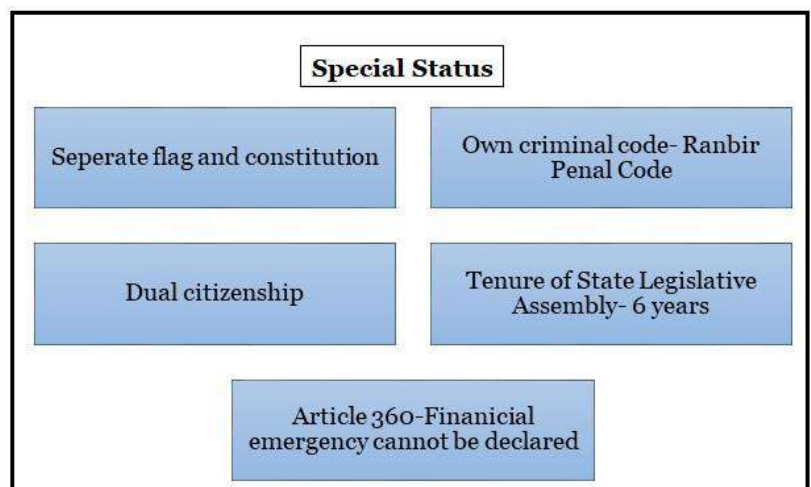 Special Status
Seperate flag and constitution
Own criminal code- Ranbir
Penal Code
Dual citizenship
Tenure of State Legislative
Assembly- 6 years
Article 360-Finanicial
emergency cannot be declared